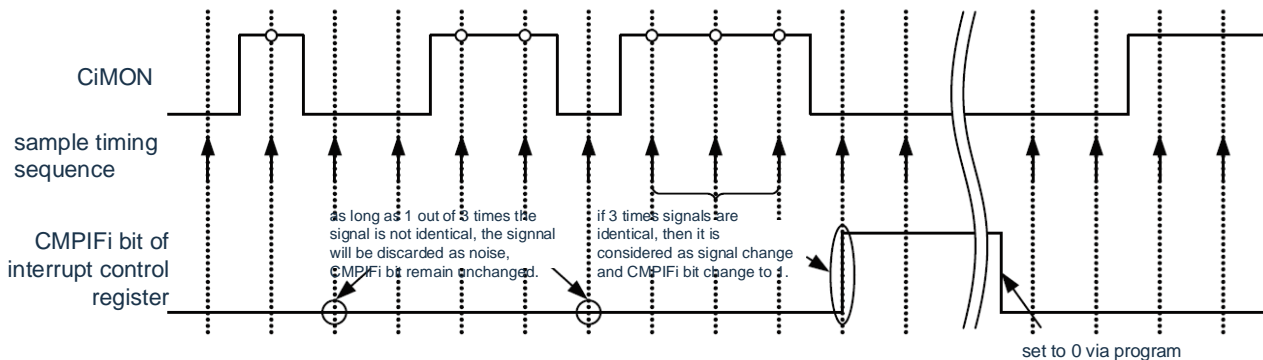 CiMON
sample timing
sequence
as long as 1 out of 3 times the
signal is not identical, the signnal
will be discarded as noise,
CMPIFi bit remain unchanged.
if 3 times signals are
identical, then it is
considered as signal change
and CMPIFi bit change to 1.
CMPIFi bit of
interrupt control
register
set to 0 via program